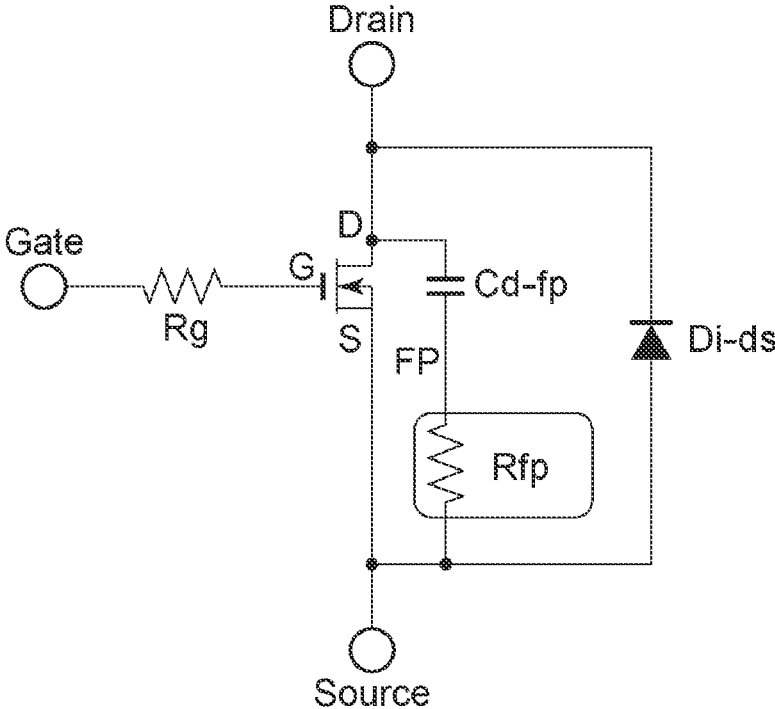 Drain
Gate
D
G
Cd-fp
Rg
S
Di-ds
FP
Rfp
Source